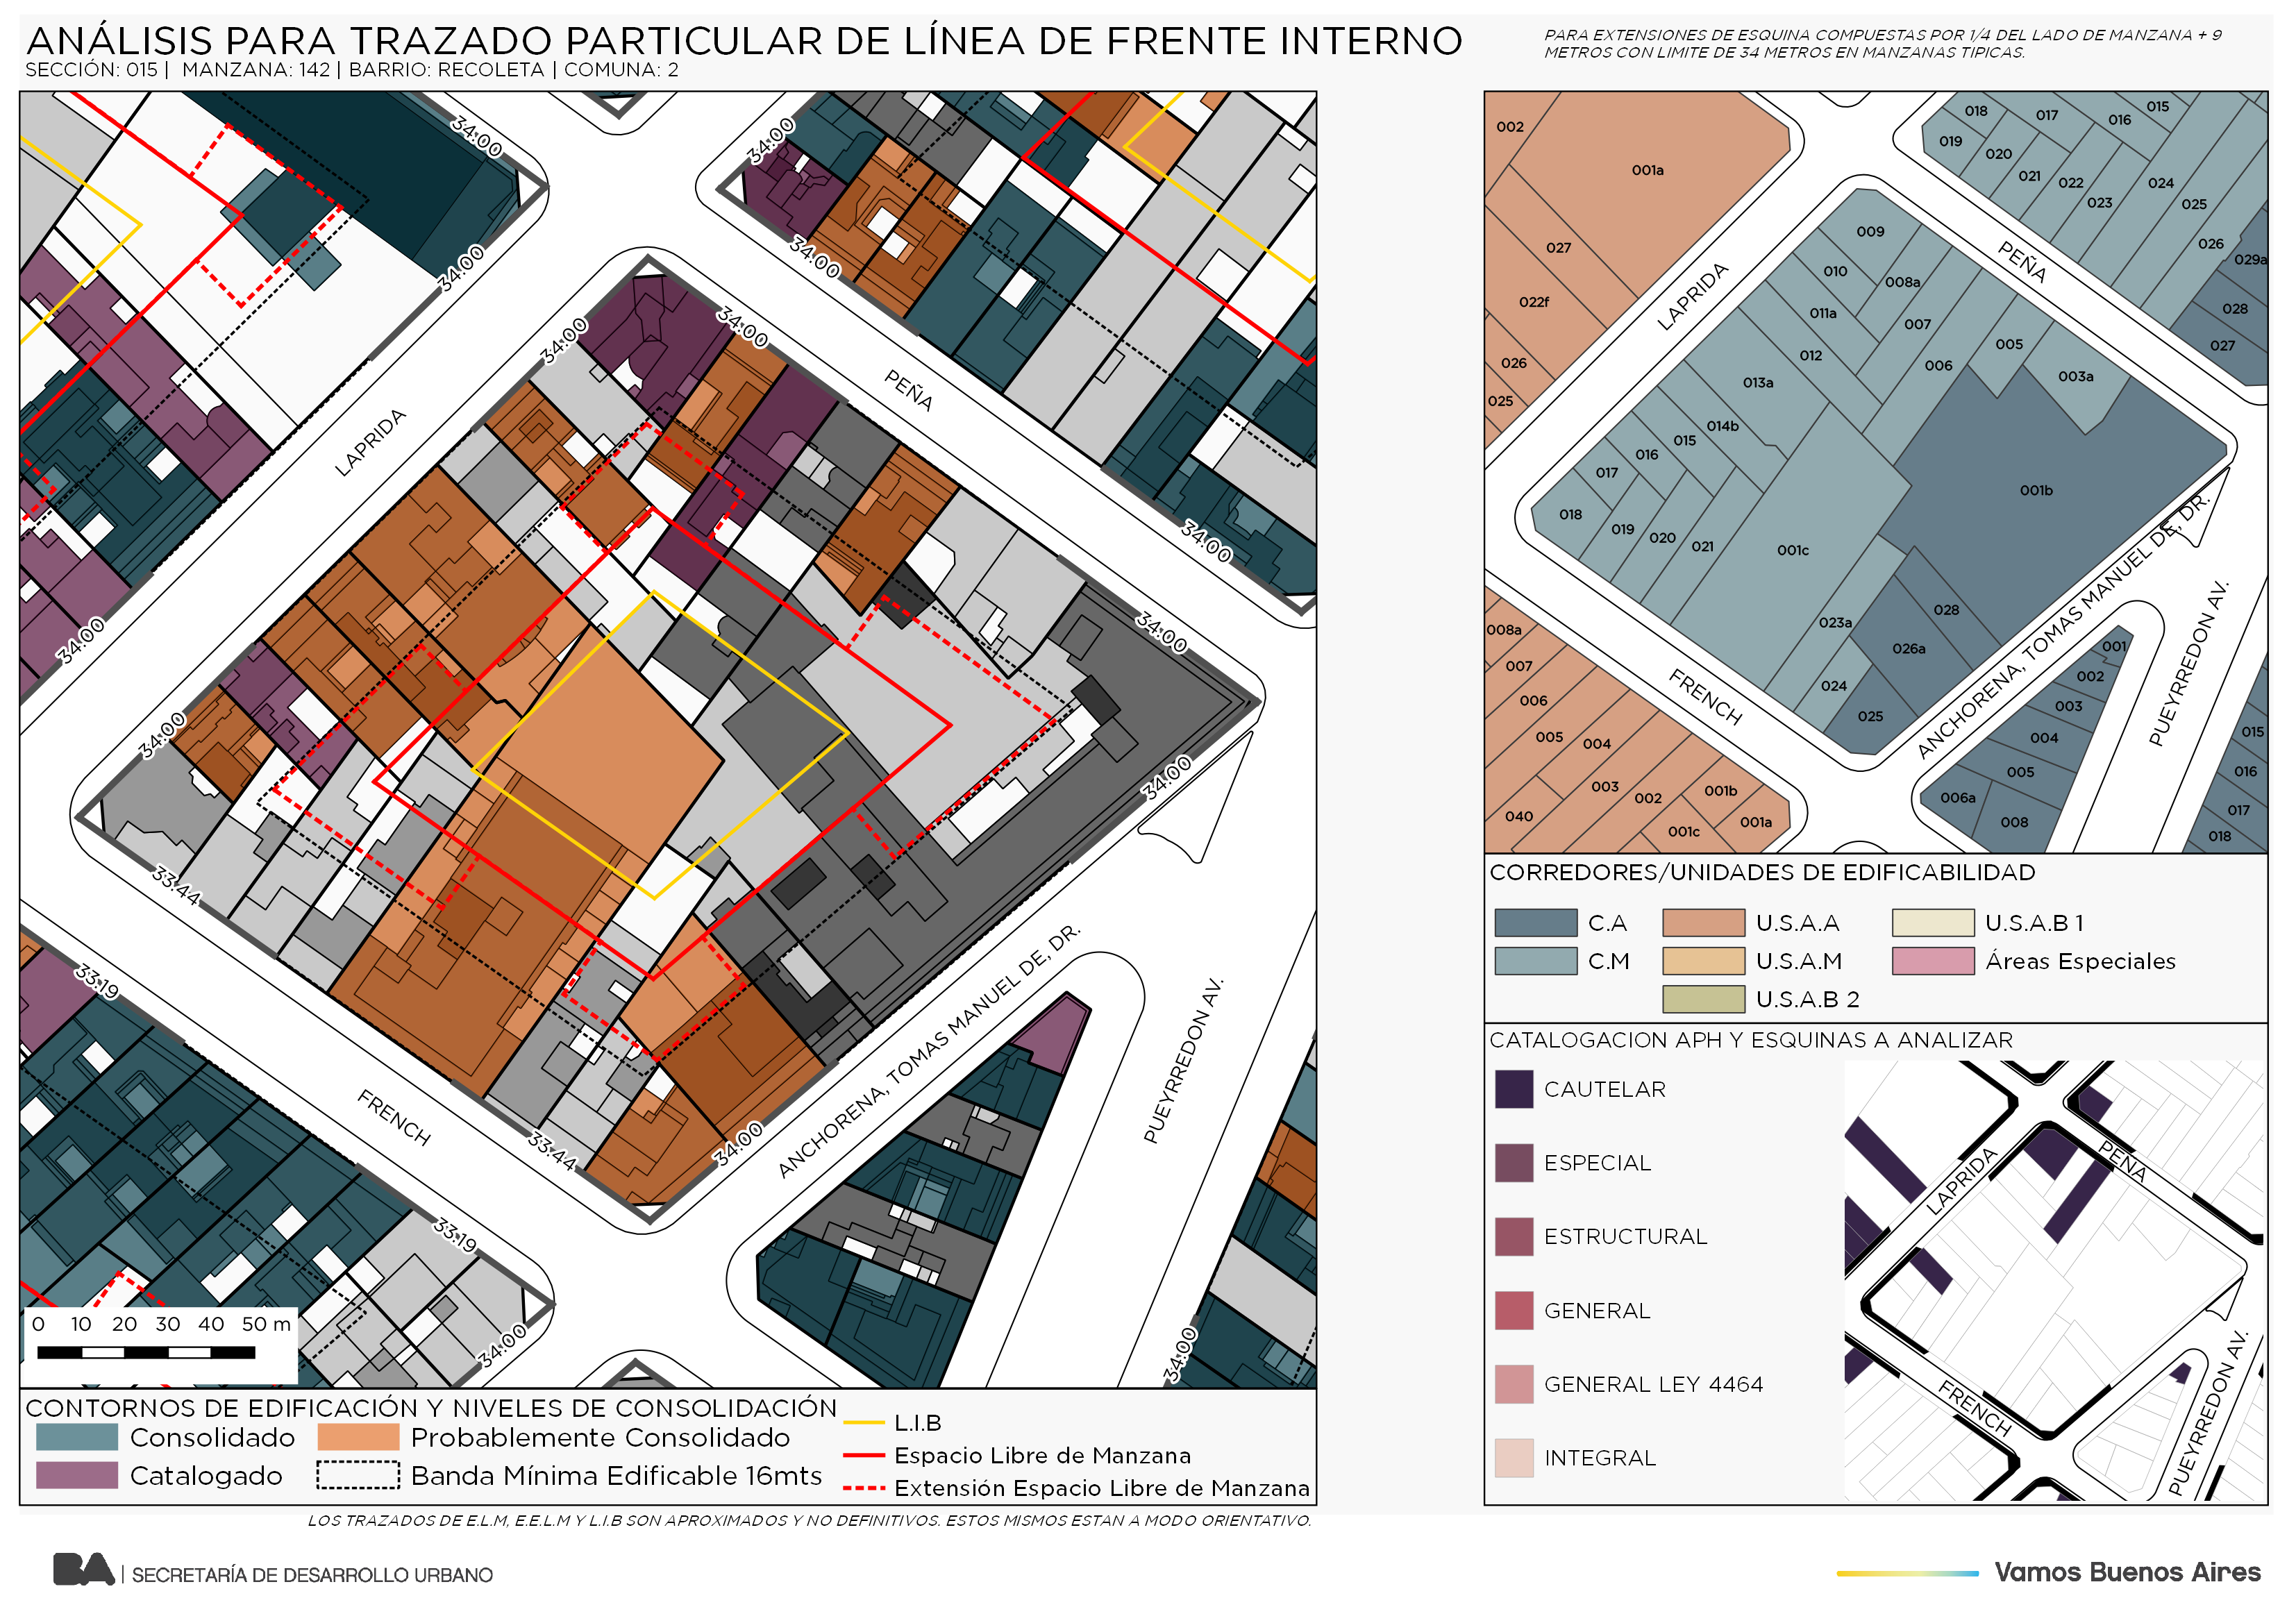 ANÁLISIS PARA TRAZADO PARTICULAR DE LÍNEA DE FRENTE INTERNO
SECCIÓN: 015 | MANZANA: 142 | BARRIO: RECOLETA | COMUNA: 2
PARA EXTENSIONES DE ESQUINA COMPUESTAS POR 1/4 DEL LADO DE MANZANA + 9
METROS CON LIMITE DE 34 METROS EN MANZANAS TIPICAS.
34:00
34:00
34:00
34:00
34:00
34:00
PEÑA
LAPRIDA
34:00
34:00
34:00
34:00
34:00
33:44
33:19
FRENCH
33:44
34:00
ANCHORENA, TOMAS MANUEL DE, DR.
PUEYRREDON AV.
33:19
34:00
34:00
0 10 20 30 40 50 m
CONTORNOS DE EDIFICACIÓN Y NIVELES DE CONSOLIDACIÓN
Consolidado
Probablemente Consolidado
Catalogado
Banda Mínima Edificable 16mts
L.I.B
Espacio Libre de Manzana
Extensión Espacio Libre de Manzana
LOS TRAZADOS DE E.L.M, E.E.L.M Y L.I.B SON APROXIMADOS Y NO DEFINITIVOS. ESTOS MISMOS ESTAN A MODO ORIENTATIVO.
002
001a
027
022f
026
025
018
017
015
016
019
020
021
022
024
023
025
026
029a
028
027
LAPRIDA
PEÑA
009
010
008a
011a
007
012
006
005
003a
013a
014b
015
016
017
018
019
020
021
001c
001b
023a
028
026a
024
025
FRENCH
ANCHORENA, TOMAS MANUEL DE, DR.
PUEYRREDON AV.
008a
007
006
005
004
003
002
040
001b
001c
001a
001
002
003
004
005
006a
008
015
016
017
018
CORREDORES/UNIDADES DE EDIFICABILIDAD
C.A
U.S.A.A
U.S.A.B 1
C.M
U.S.A.M
Áreas Especiales
U.S.A.B 2
CATALOGACION APH Y ESQUINAS A ANALIZAR
CAUTELAR
ESPECIAL
ESTRUCTURAL
GENERAL
GENERAL LEY 4464
INTEGRAL
LAPRIDA
PEÑA
FRENCH
PUEYRREDON AV.
BA | SECRETARÍA DE DESARROLLO URBANO
Vamos Buenos Aires